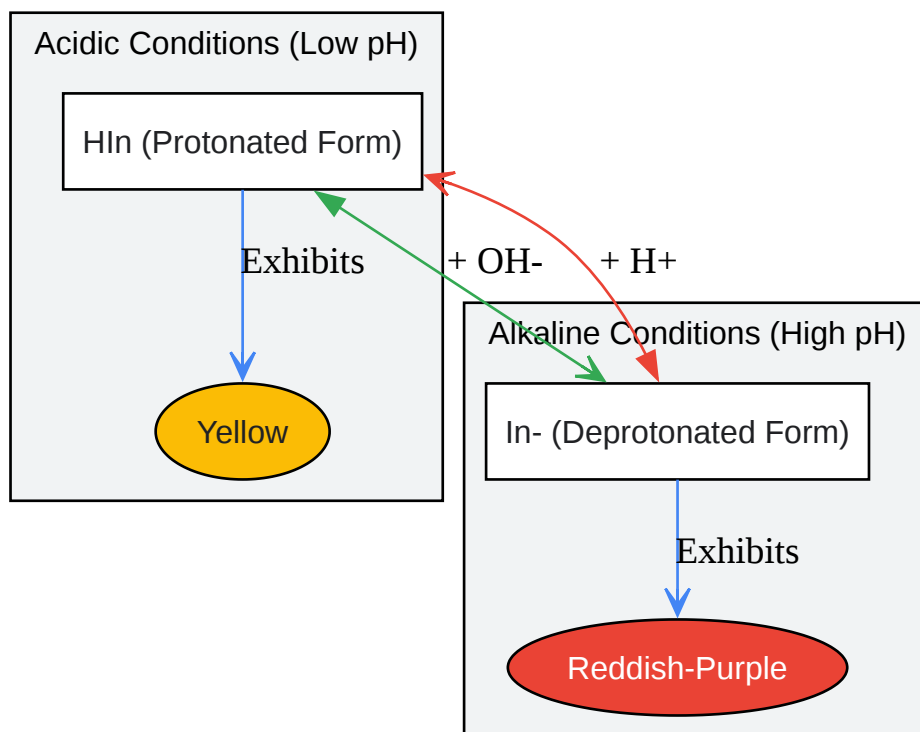 Acidic Conditions (Low pH)
HIn (Protonated Form)
Exhibits
+ OH-
+ H+
Yellow
Alkaline Conditions (High pH)
In- (Deprotonated Form)
Exhibits
Reddish-Purple